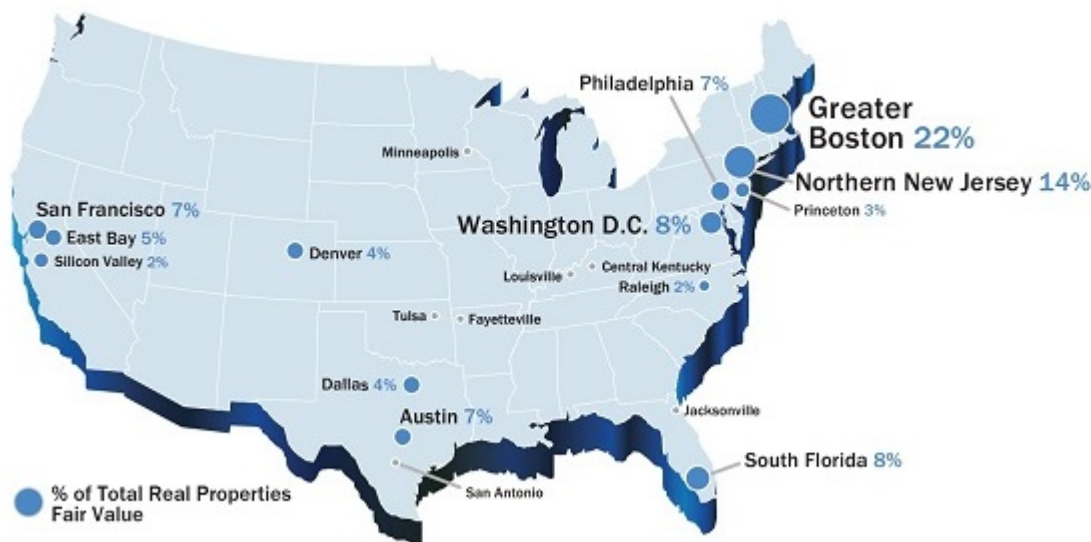 Philadelphia 7%
Greater
Boston 22%
Minneapolis
Northern New Jersey 14%
Princeton 3%
San Francisco 7%
Washington D.C. 8%
East Bay 5%
Denver 4%
Silicon Valley 2%
Louisville
Central Kentucky
Raleigh 2%
Tulsa
Fayetteville
Dallas 4%
Jacksonville
Austin 7%
South Florida 8%
San Antonio
% of Total Real Properties
Fair Value